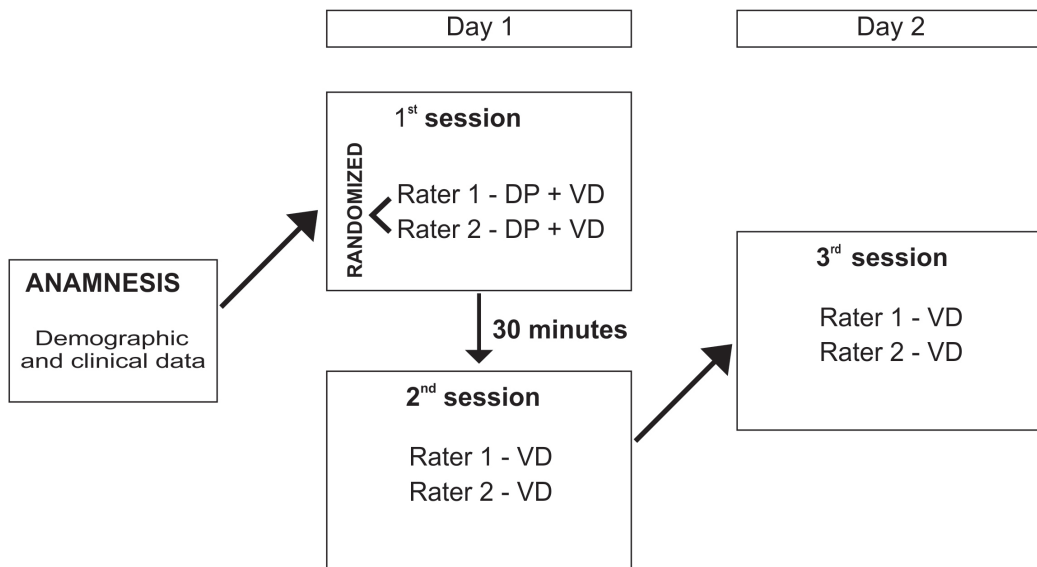 Day 1
Day 2
1st session
RANDOMIZED
Rater 1 - DP + VD
Rater 2 - DP + VD
ANAMNESIS
Demographic
and clinical data
30 minutes
2nd session
Rater 1 - VD
Rater 2 - VD
3rd session
Rater 1 - VD
Rater 2 - VD